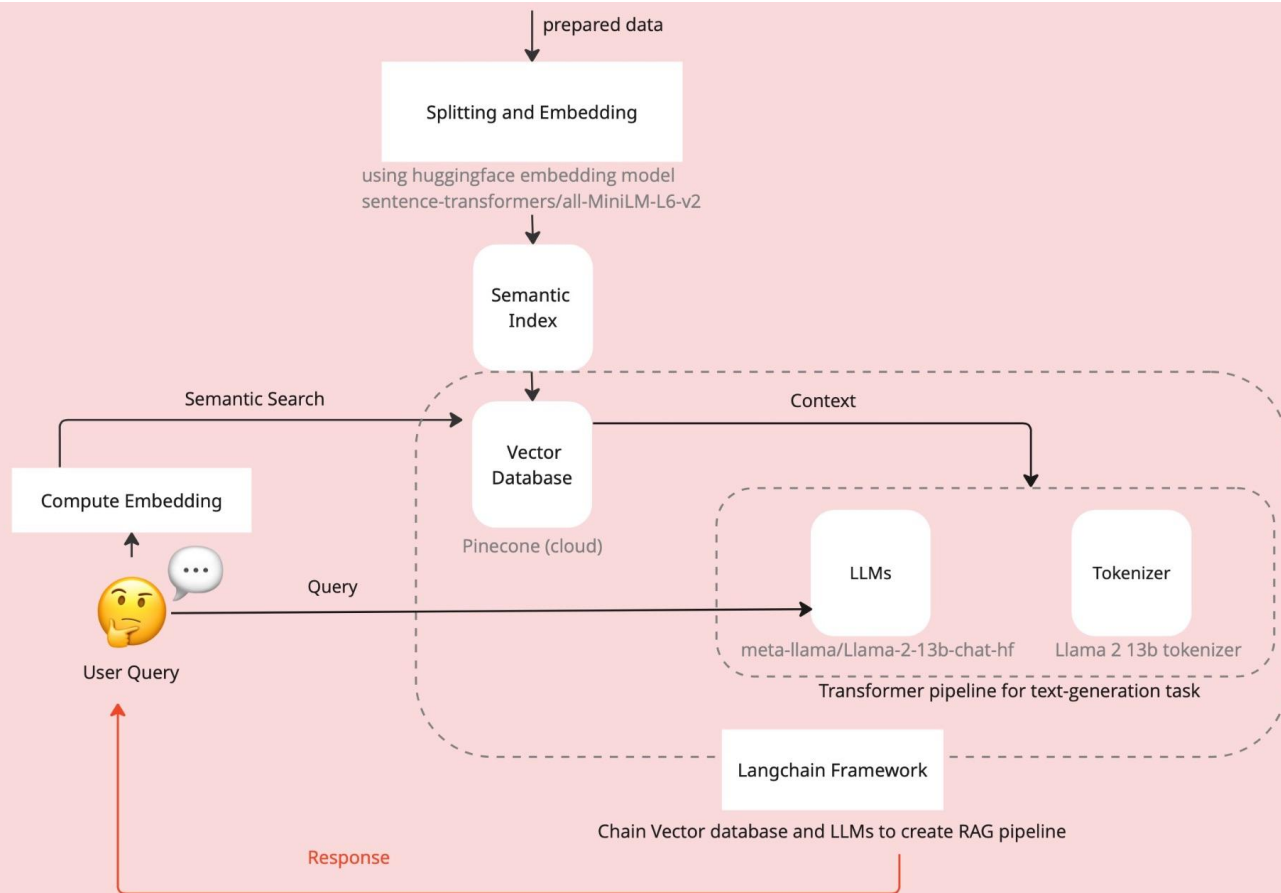 prepared data
Splitting and Embedding
using huggingface embedding model
sentence-transformers/all-MiniLM-L6-v2
Semantic
Index
Semantic Search
Context
Vector
Database
Compute Embedding
Pinecone (cloud)
LLMs
Tokenizer
Query
meta-llama/Llama-2-13b-chat-hf
Llama 2 13b tokenizer
User Query
Transformer pipeline for text-generation task
Langchain Framework
Chain Vector database and LLMs to create RAG pipeline
Response